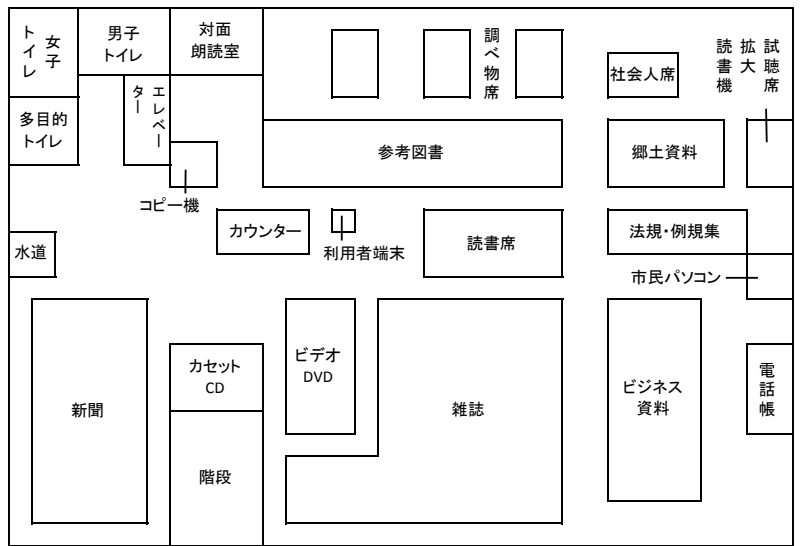 女子
トイレ
男子
トイレ
対面
朗読室
調べ物席
社会人席
試聴席
拡大
読書機
多目的
トイレ
エレベー
ター
参考図書
郷土資料
コピー機
カウンター
利用者端末
読書席
法規・例規集
水道
市民パソコン
新聞
カセット
CD
ビデオ
DVD
雑誌
ビジネス
資料
電話帳
階段